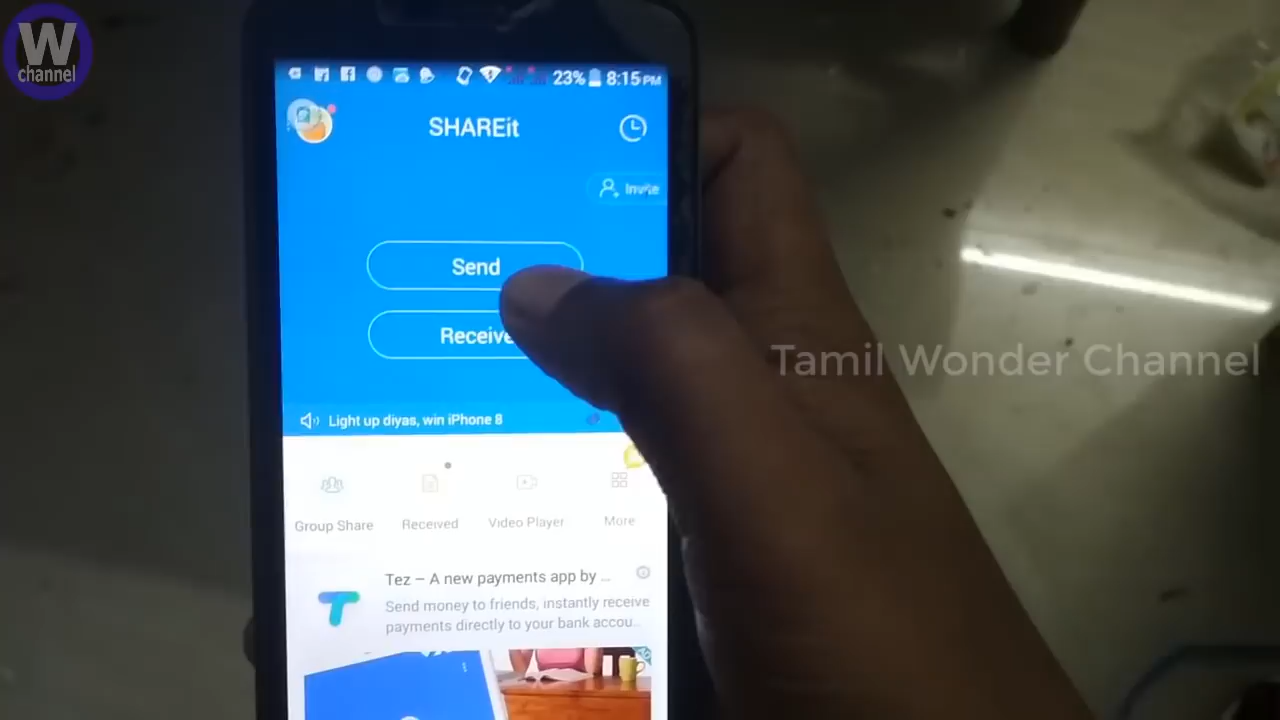 W
channel
23% 8:15 PM
SHAREit
Invite
Send
Receive
Tamil Wonder Channel
Light up diyas, win iPhone 8
Group Share
Received
Video Player
More
Tez – A new payments app by ...
Send money to friends, instantly receive
payments directly to your bank accou..
T